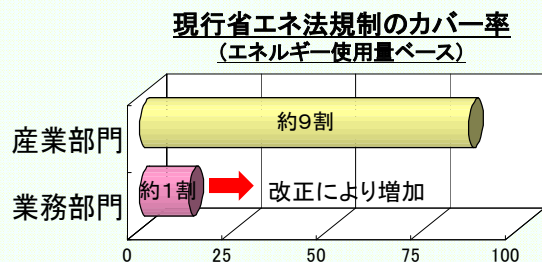 現行省エネ法規制のカバー率
(エネルギー使用量ベース)
産業部門
約9割
業務部門
約1割
改正により増加
0 25 50 75 100